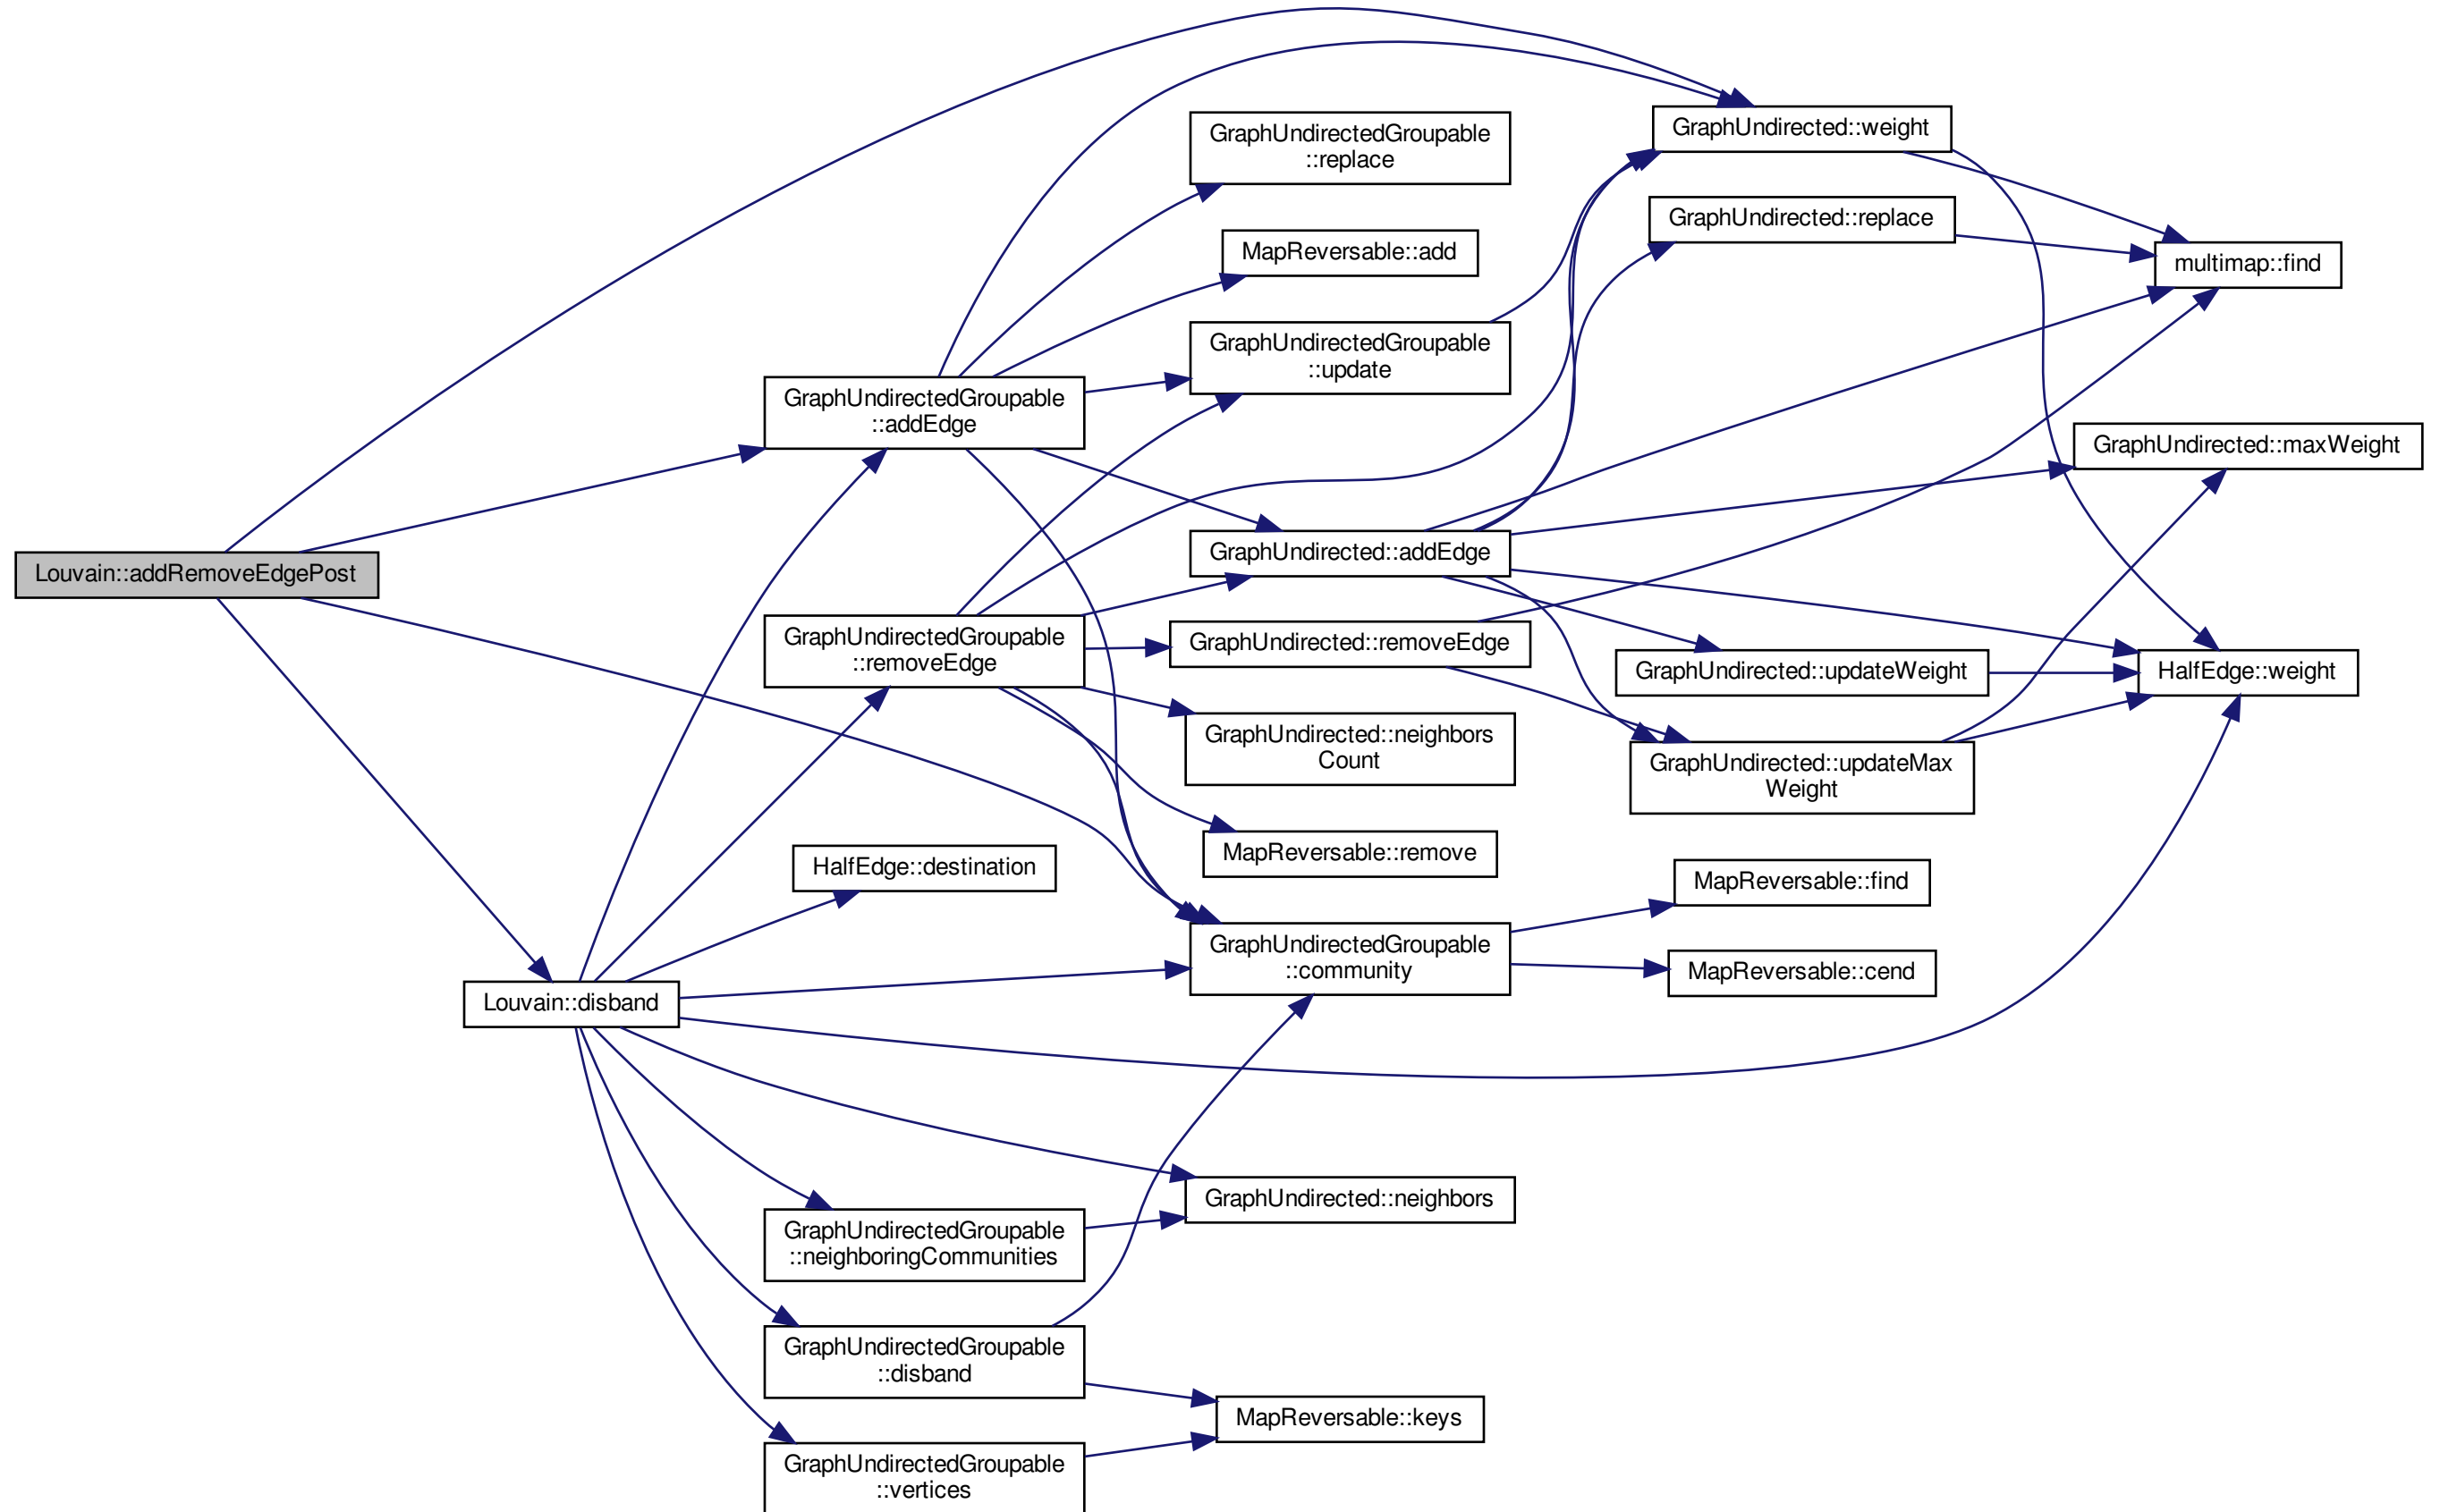 Louvain::addRemoveEdgePost
Louvain::disband
GraphUndirectedGroupable
::addEdge
GraphUndirectedGroupable
::removeEdge
HalfEdge::destination
GraphUndirectedGroupable
::neighboringCommunities
GraphUndirectedGroupable
::disband
GraphUndirectedGroupable
::vertices
GraphUndirectedGroupable
::replace
MapReversable::add
GraphUndirectedGroupable
::update
GraphUndirected::addEdge
GraphUndirected::removeEdge
GraphUndirected::neighbors
Count
MapReversable::remove
GraphUndirectedGroupable
::community
GraphUndirected::neighbors
MapReversable::keys
GraphUndirected::weight
GraphUndirected::replace
GraphUndirected::updateWeight
GraphUndirected::updateMax
Weight
MapReversable::find
MapReversable::cend
multimap::find
GraphUndirected::maxWeight
HalfEdge::weight